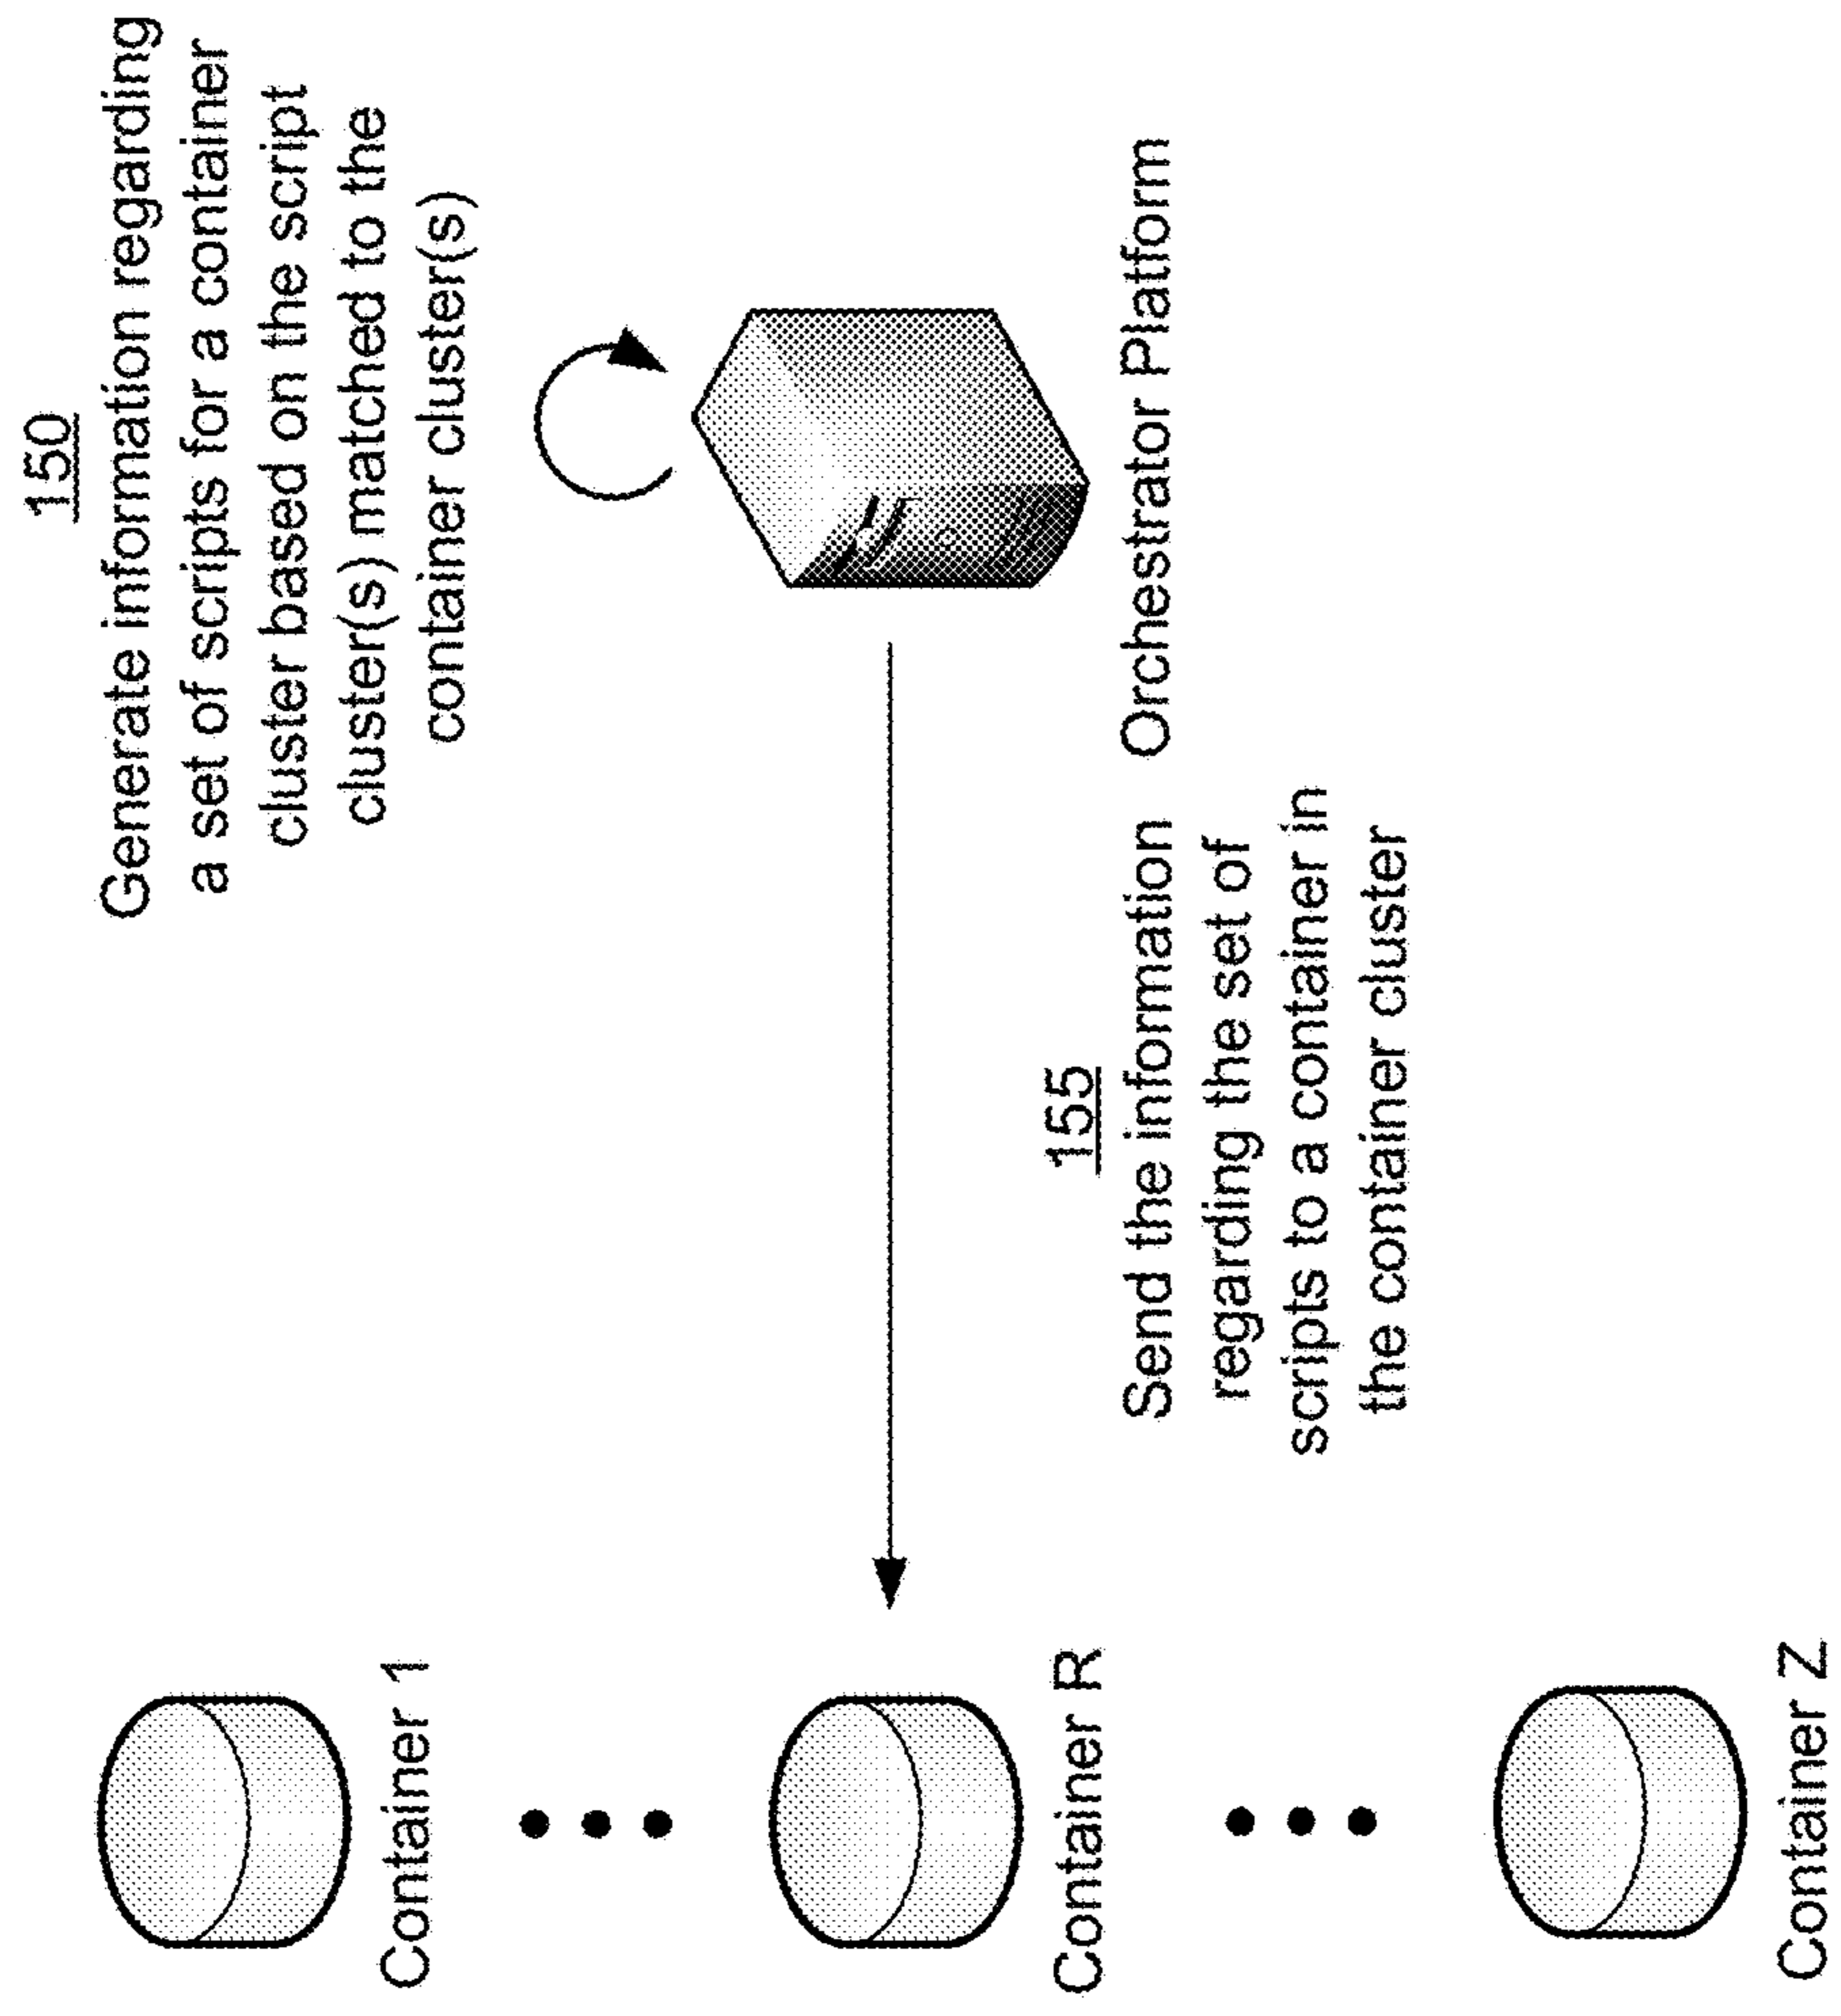 150
Generate information regarding
a set of scripts for a container
cluster based on the script
cluster(s) matched to the
container cluster(s)
Container 1
Container R
Orchestrator Platform
155
Send the information
regarding the set of
scripts to a container in
the container cluster
Container Z